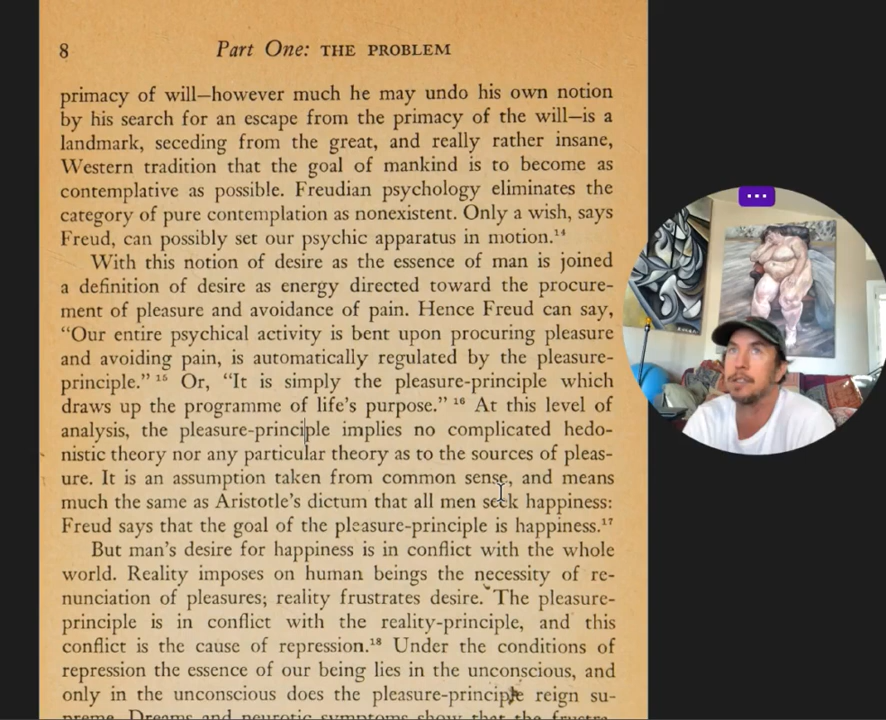 8
Part One: THE PROBLEM
primacy of will—however much he may undo his own notion
by his search for an escape from the primacy of the will—is a
landmark, seceding from the great, and really rather insane,
Western tradition that the goal of mankind is to become as
contemplative as possible. Freudian psychology eliminates the
category of pure contemplation as nonexistent. Only a wish, says
Freud, can possibly set our psychic apparatus in motion.¹⁴
With this notion of desire as the essence of man is joined
a definition of desire as energy directed toward the procure-
ment of pleasure and avoidance of pain. Hence Freud can say,
“Our entire psychical activity is bent upon procuring pleasure
and avoiding pain, is automatically regulated by the pleasure-
principle.” ¹⁵ Or, “It is simply the pleasure-principle which
draws up the programme of life’s purpose.” ¹⁶ At this level of
analysis, the pleasure-principle implies no complicated hedo-
nistic theory nor any particular theory as to the sources of pleas-
ure. It is an assumption taken from common sense, and means
much the same as Aristotle’s dictum that all men seek happiness:
Freud says that the goal of the pleasure-principle is happiness.¹⁷
But man’s desire for happiness is in conflict with the whole
world. Reality imposes on human beings the necessity of re-
nunciation of pleasures; reality frustrates desire. The pleasure-
principle is in conflict with the reality-principle, and this
conflict is the cause of repression.¹⁸ Under the conditions of
repression the essence of our being lies in the unconscious, and
only in the unconscious does the pleasure-principle reign su-
preme. Dreams and neurotic symptoms show that the frustra-